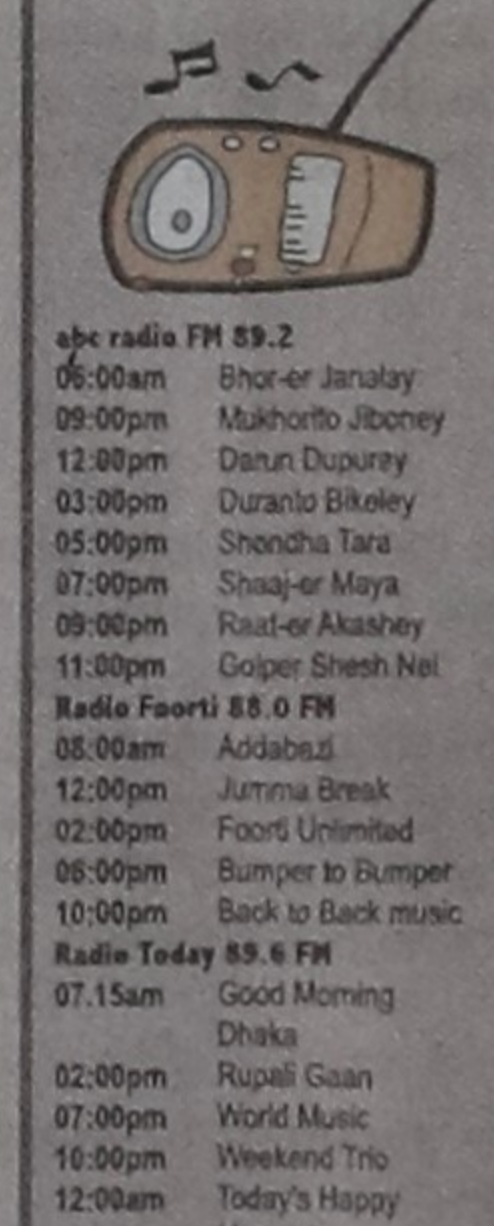 abc radio FM 89.2
06:00am Bhor-er Janalay
09:00pm Mukhorito Jiboney
12:00pm Darun Dupurey
03:00pm Duranto Bikeley
05:00pm Shondha Tara
07:00pm Shaaj-er Maya
09:00pm Raat-er Akashey
11:00pm Golper Shesh Nei
Radio Foorti 88.0 FM
08:00am Addabazi
12:00pm Jumma Break
02:00pm Foorti Unlimited
06:00pm Bumper to Bumper
10:00pm Back to Back music
Radio Today 89.6 FM
07.15am Good Morning
Dhaka
02:00pm Rupali Gaan
07:00pm World Music
10:00pm Weekend Trio
12:00am Today's Happy